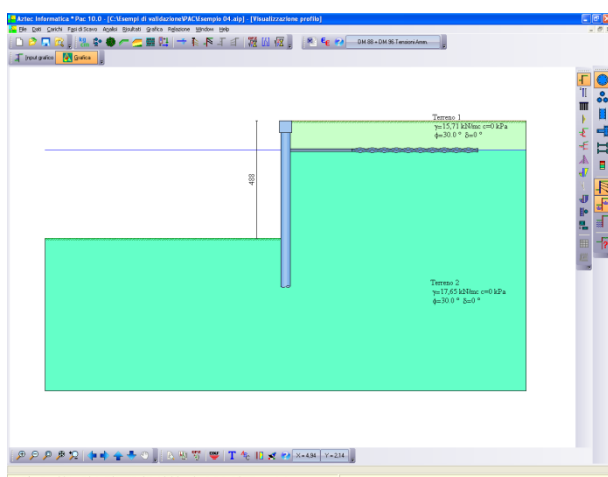 Aztec Informatica * Pac 10.0 - [C:\Esempi di validazione\PAC\Esempio 04.aip] - [Visualizzazione profilo]
File Dati Carichi Fasi di Scavo Analisi Risultati Grafica Relazione Window Help
DM 88 + DM 96 Tensioni Amm.
Input grafico Grafica
Terreno 1
γ=15,71 kN/mc c=0 kPa
ϕ=30.0 ° δ=0 °
488
Terreno 2
γ=17,65 kN/mc c=0 kPa
ϕ=30.0 ° δ=0 °
X=4,94 Y=2,14